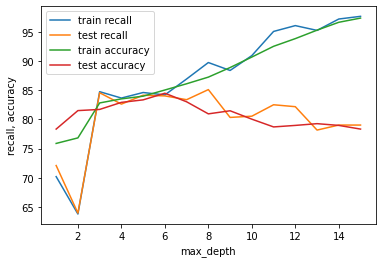 train recall
test recall
train accuracy
test accuracy
recall, accuracy
95
90
85
80
75
70
65
2 4 6 8 10 12 14
max_depth